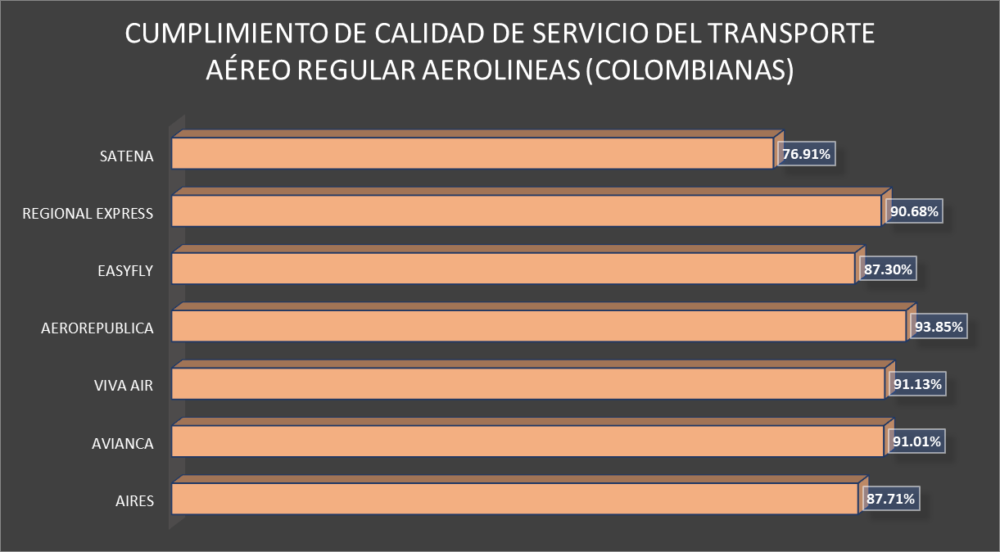 CUMPLIMIENTO DE CALIDAD DE SERVICIO DEL TRANSPORTE
AÉREO REGULAR AEROLINEAS (COLOMBIANAS)
SATENA 76.91%
REGIONAL EXPRESS 90.68%
EASYFLY 87.30%
AEROREPUBLICA 93.85%
VIVA AIR 91.13%
AVIANCA 91.01%
AIRES 87.71%